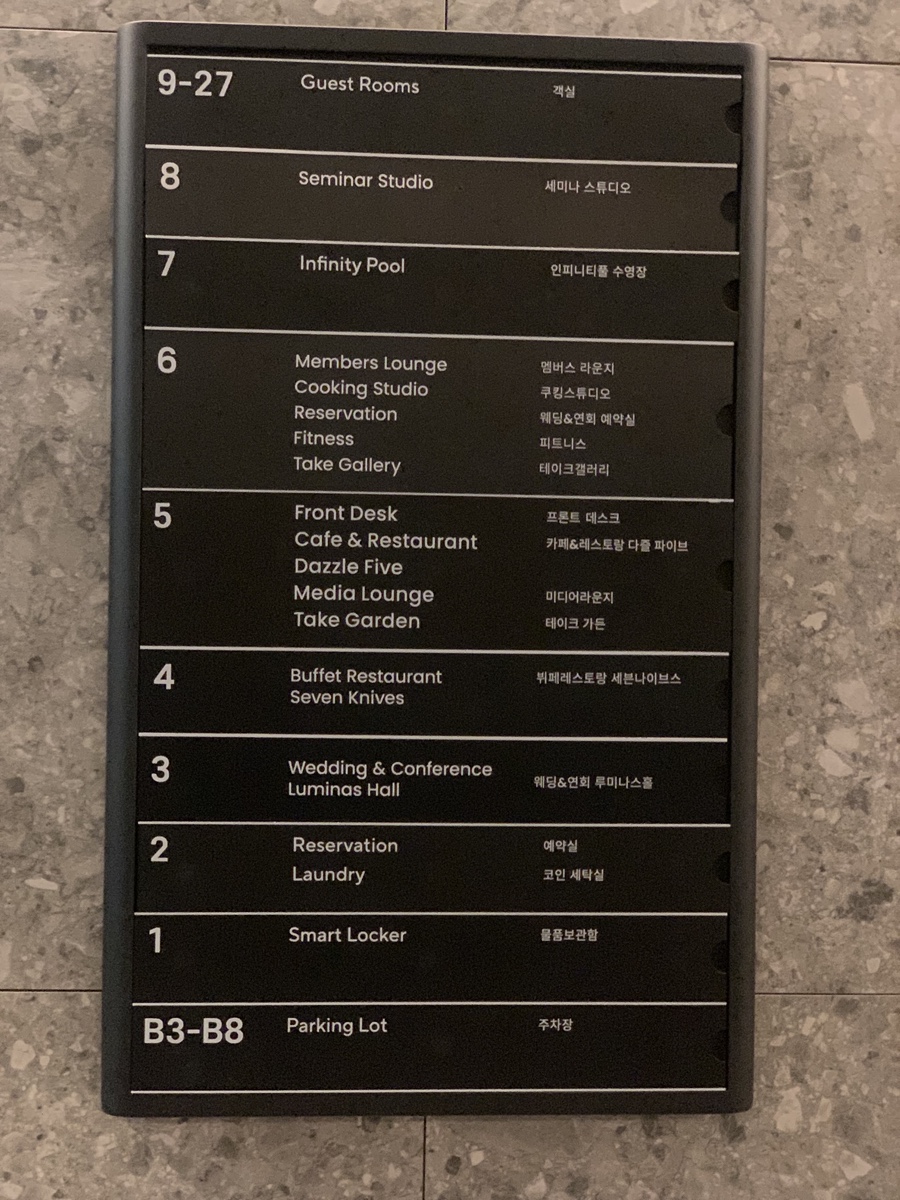 9-27 Guest Rooms 객실
8 Seminar Studio 세미나 스튜디오
7 Infinity Pool 인피니티풀 수영장
6 Members Lounge 멤버스 라운지
Cooking Studio 쿠킹스튜디오
Reservation 웨딩&연회 예약실
Fitness 피트니스
Take Gallery 테이크갤러리
5 Front Desk 프론트 데스크
Cafe & Restaurant 카페&레스토랑 다즐 파이브
Dazzle Five
Media Lounge 미디어라운지
Take Garden 테이크 가든
4 Buffet Restaurant 뷔페레스토랑 세븐나이브스
Seven Knives
3 Wedding & Conference 웨딩&연회 루미나스홀
Luminas Hall
2 Reservation 예약실
Laundry 코인 세탁실
1 Smart Locker 물품보관함
B3-B8 Parking Lot 주차장